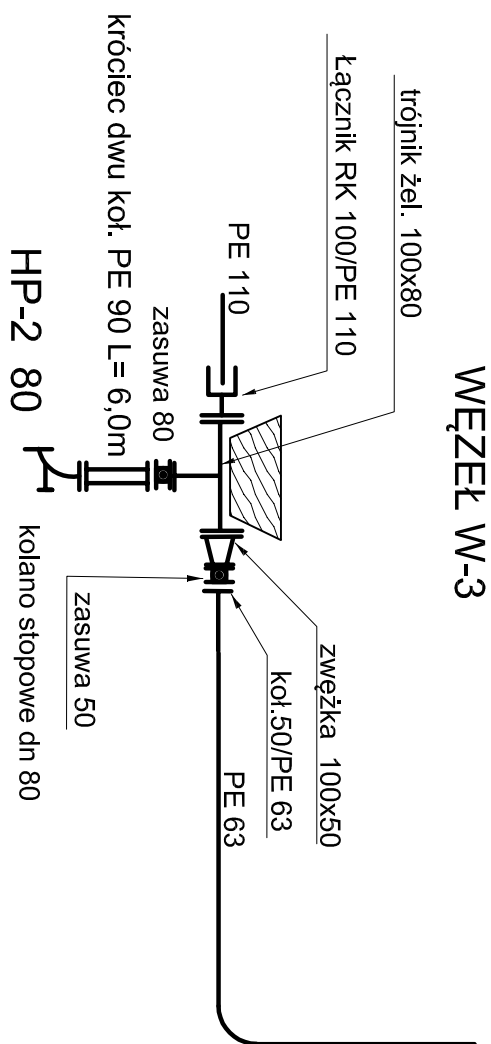 WĘZEŁ W-3
trójnik żel. 100x80
Łącznik RK 100/PE 110
PE 110
zasuwa 80
króciec dwu koł. PE 90 L= 6,0m
HP-2 80
zwężka 100x50
koł.50/PE 63
PE 63
zasuwa 50
kolano stopowe dn 80